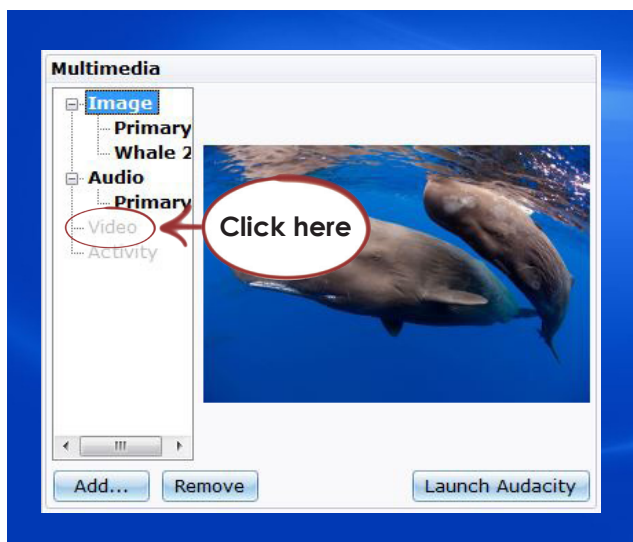 Multimedia
Image
Primary
Whale 2
Audio
Primary
Video
Click here
Activity
Add...
Remove
Launch Audacity